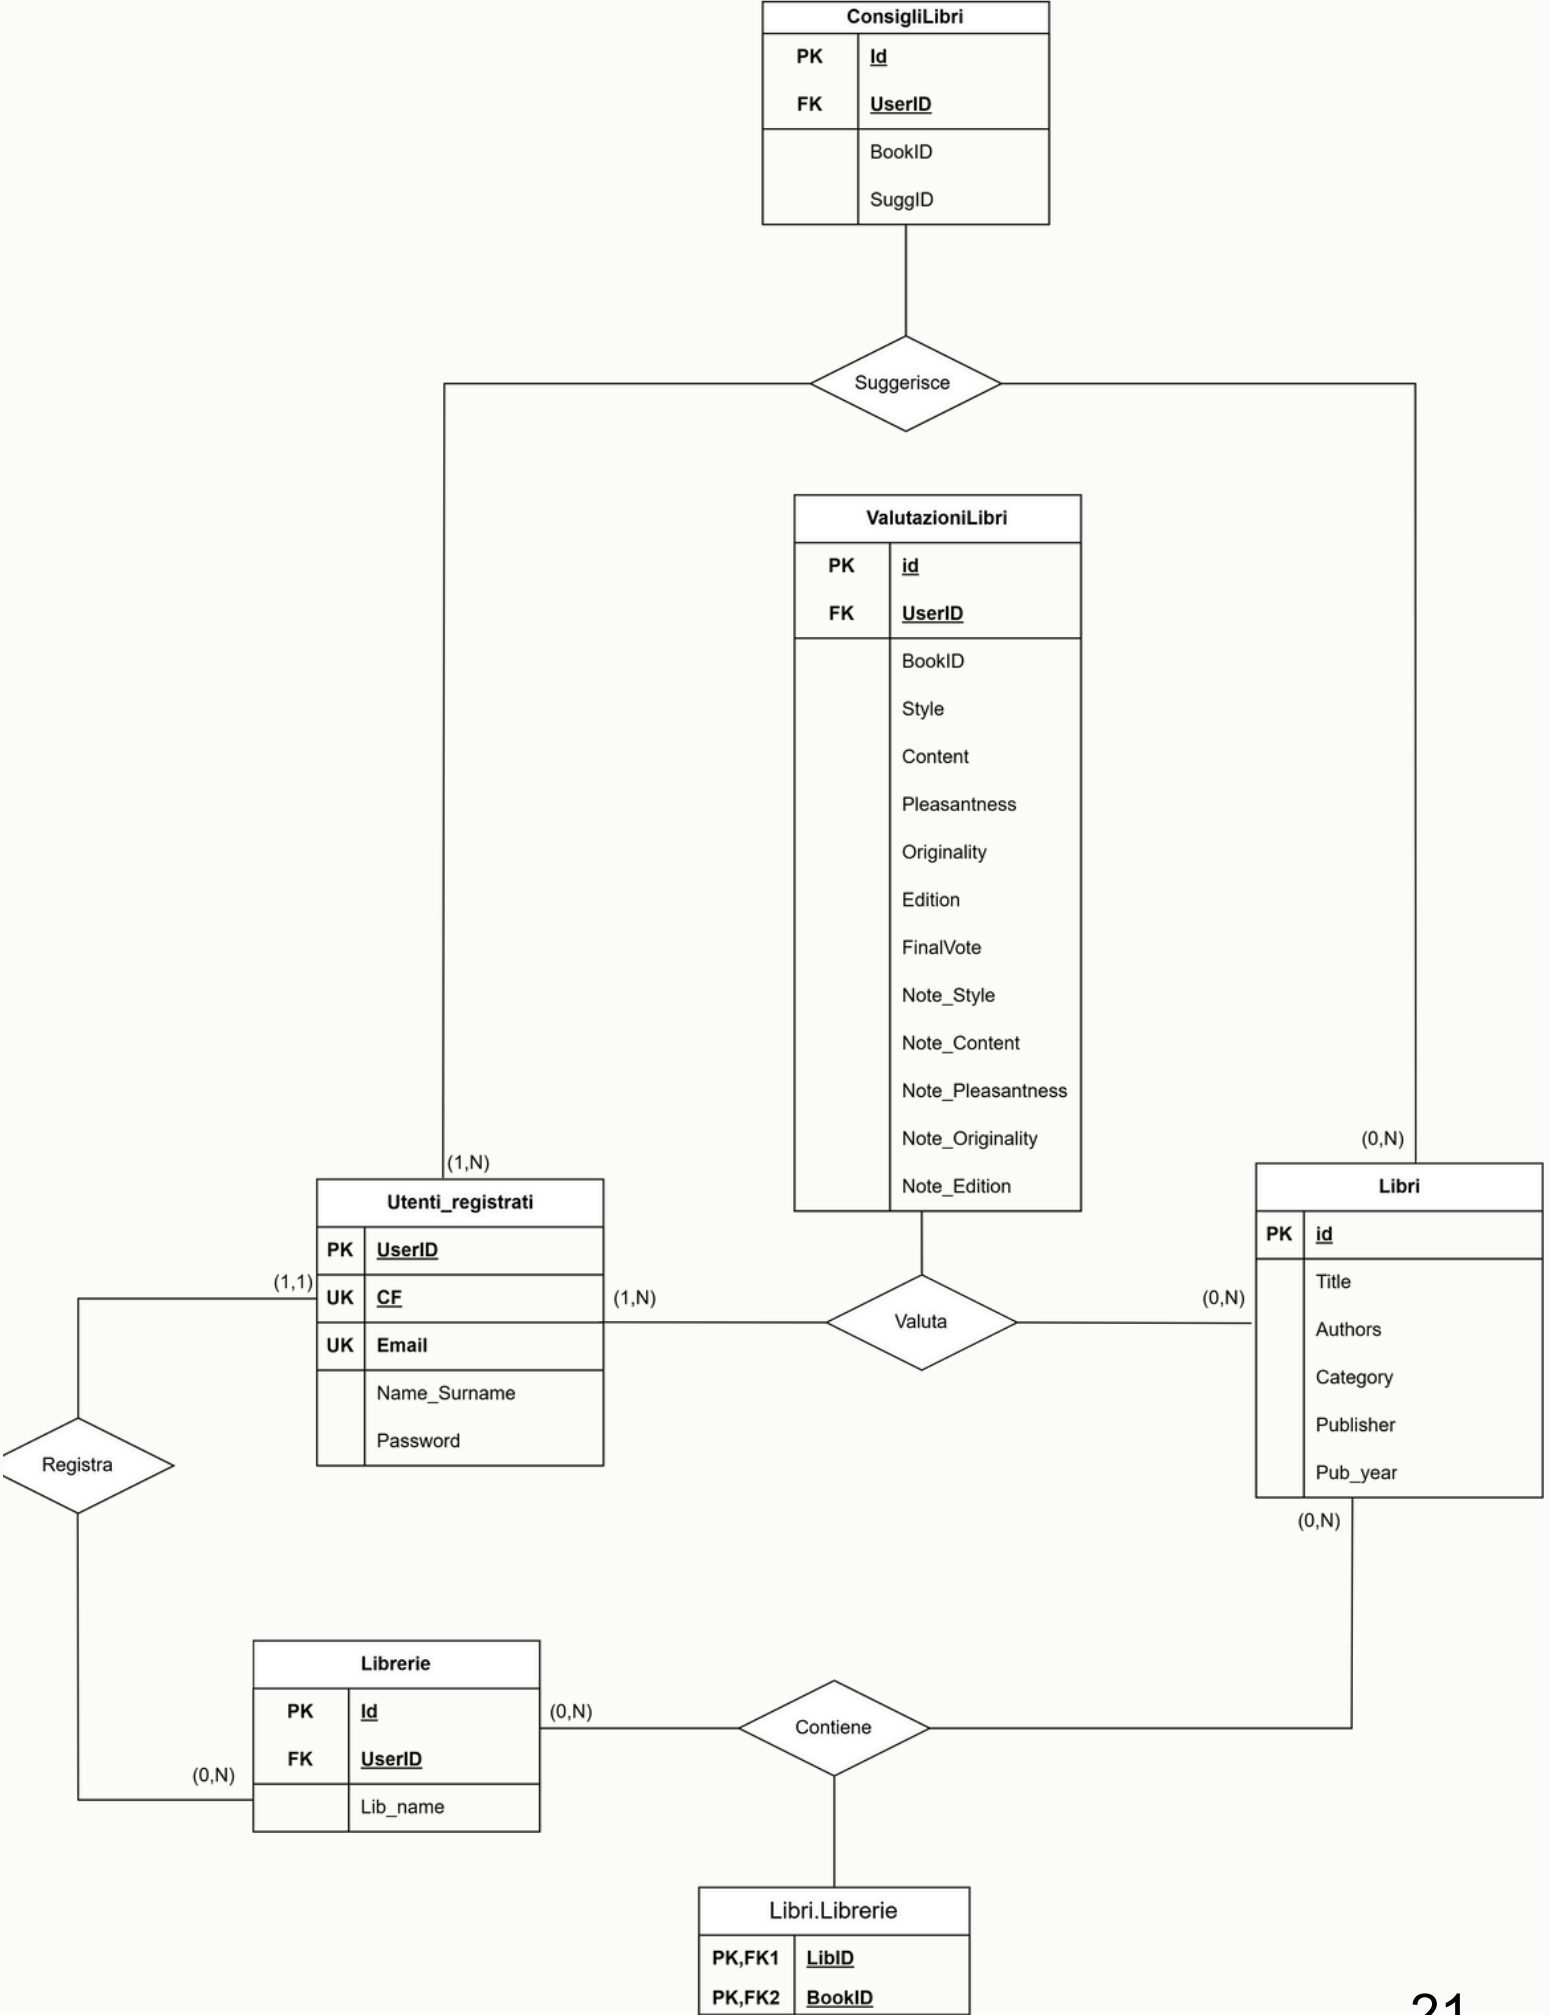 ConsigliLibri
PK Id
FK UserID
BookID
SuggID
Suggerisce
ValutazioniLibri
PK id
FK UserID
BookID
Style
Content
Pleasantness
Originality
Edition
FinalVote
Note_Style
Note_Content
Note_Pleasantness
Note_Originality
Note_Edition
(1,N)
(0,N)
Utenti_registrati
PK UserID
UK CF
UK Email
Name_Surname
Password
(1,1)
(1,N)
Valuta
(0,N)
Libri
PK id
Title
Authors
Category
Publisher
Pub_year
(0,N)
Registra
Librerie
PK Id
FK UserID
Lib_name
(0,N)
(0,N)
Contiene
Libri.Librerie
PK,FK1 LibID
PK,FK2 BookID
21